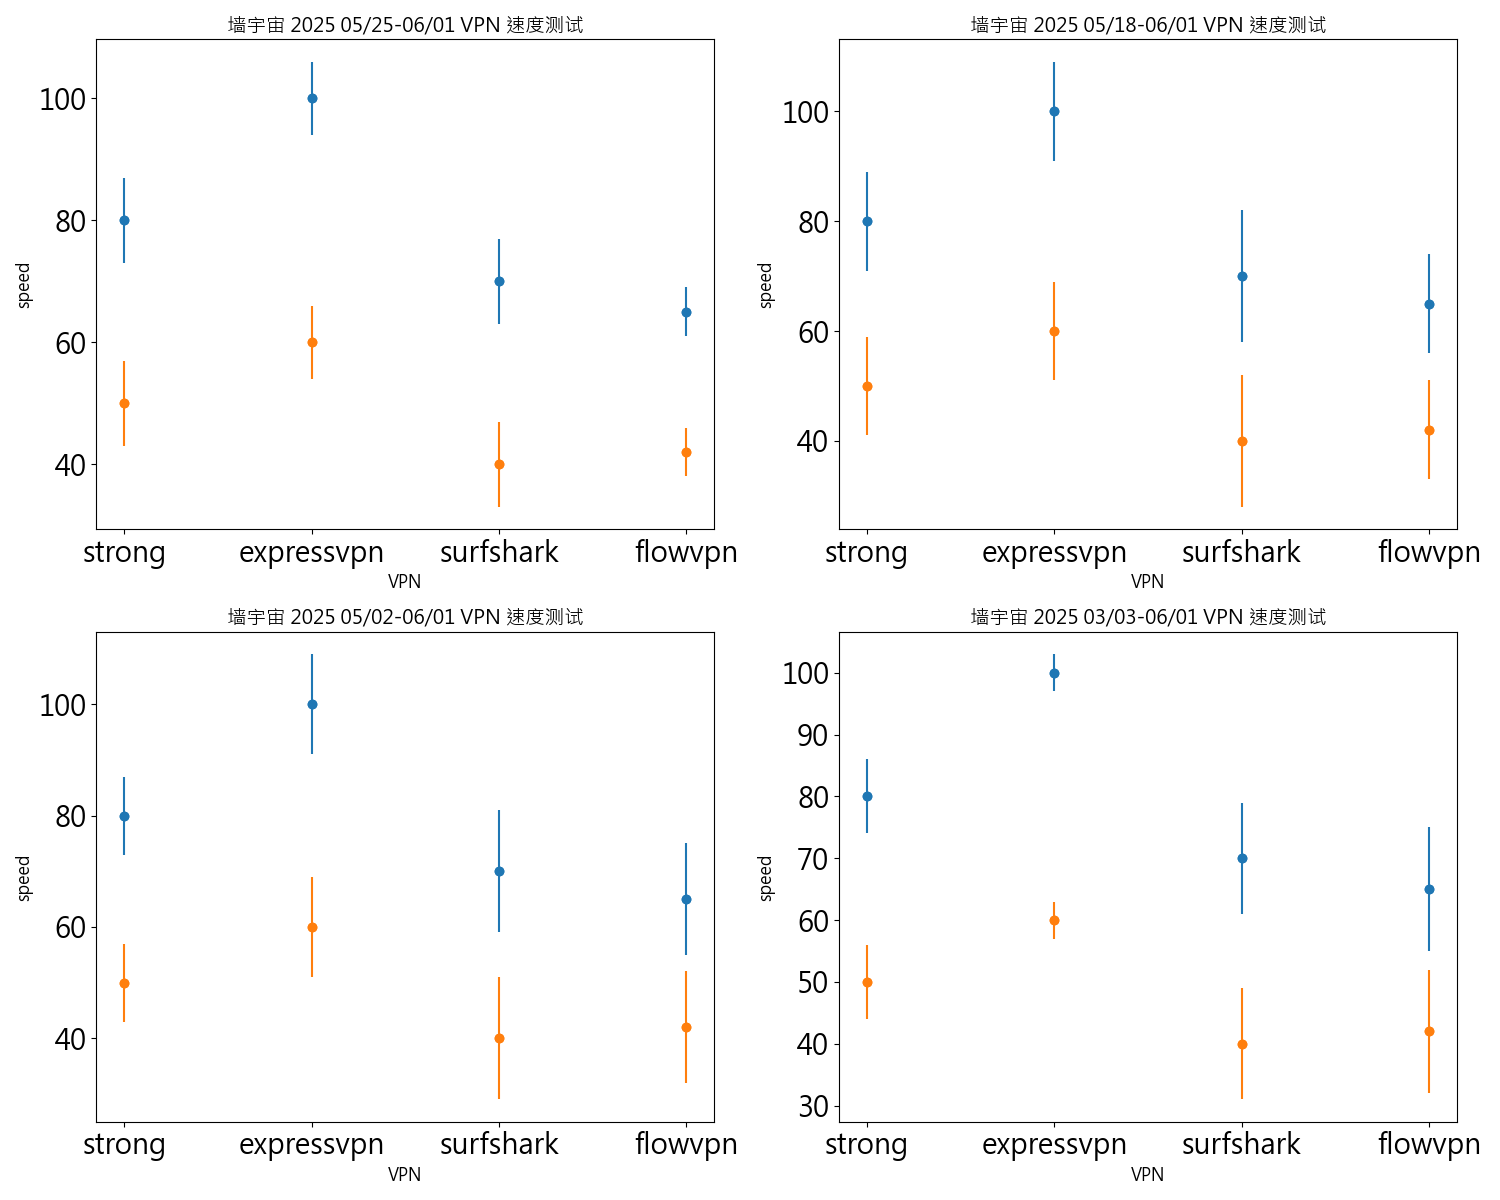 墙宇宙 2025 05/25-06/01 VPN 速度测试
100
80
60
40
speed
strong expressvpn surfshark flowvpn
VPN
墙宇宙 2025 05/18-06/01 VPN 速度测试
100
80
60
40
speed
strong expressvpn surfshark flowvpn
VPN
墙宇宙 2025 05/02-06/01 VPN 速度测试
100
80
60
40
speed
strong expressvpn surfshark flowvpn
VPN
墙宇宙 2025 03/03-06/01 VPN 速度测试
100
90
80
70
60
50
40
30
speed
strong expressvpn surfshark flowvpn
VPN